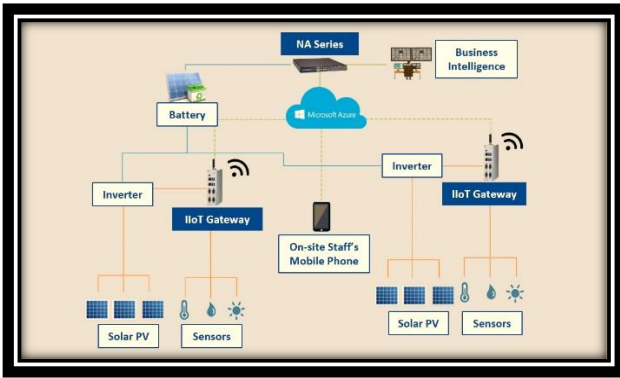 NA Series
Business
Intelligence
Microsoft Azure
Battery
Inverter
Inverter
IIoT Gateway
IIoT Gateway
On-site Staff's
Mobile Phone
Solar PV
Sensors
Solar PV
Sensors